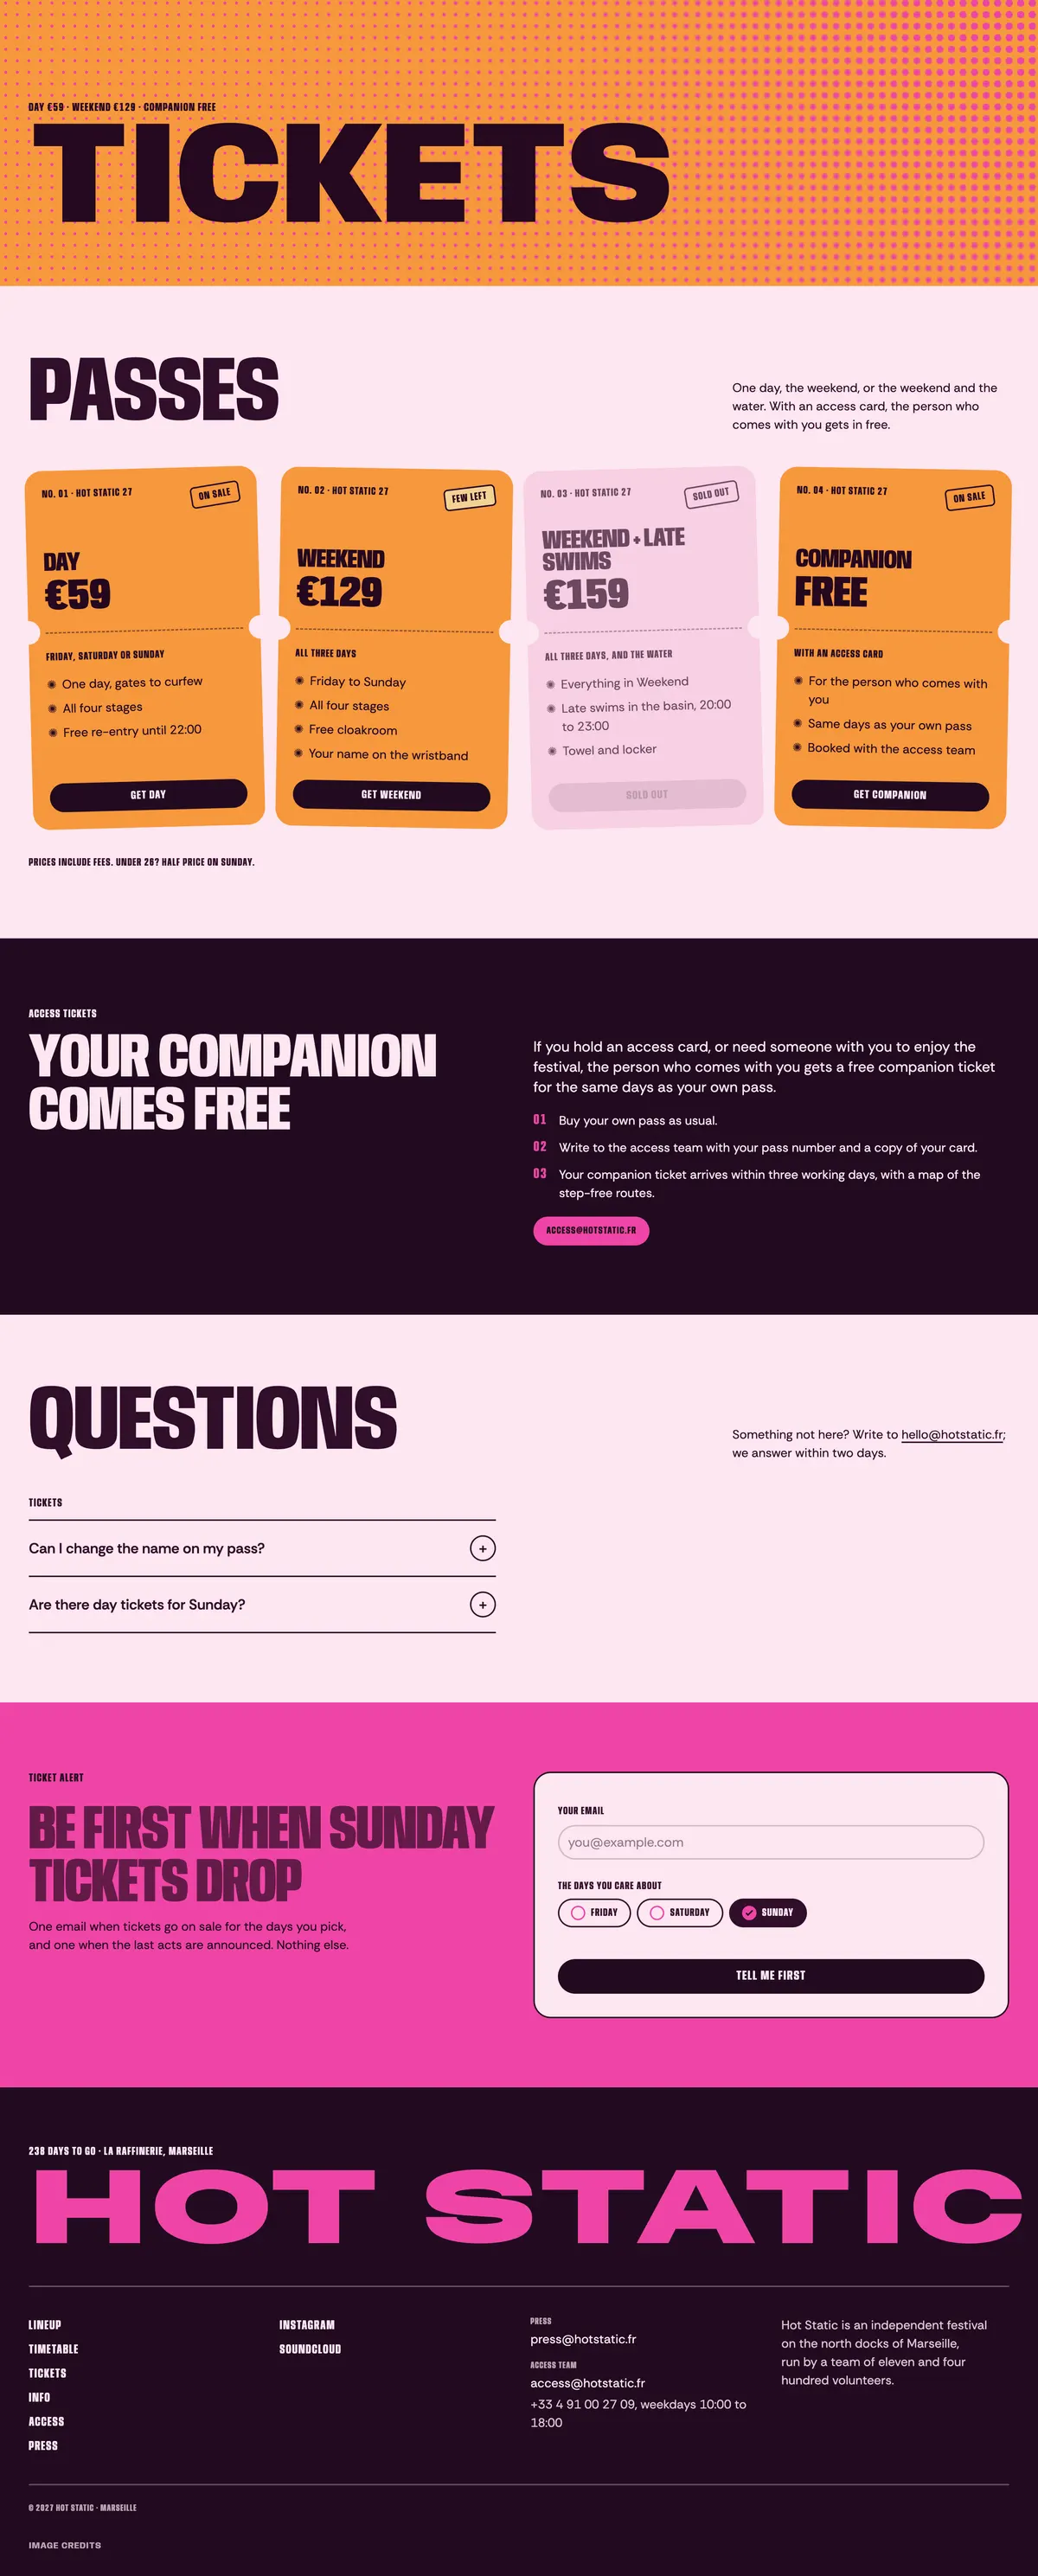 DAY €59 · WEEKEND €129 · COMPANION FREE
TICKETS
PASSES
One day, the weekend, or the weekend and the
water. With an access card, the person who
comes with you gets in free.
NO. 01 · HOT STATIC 27
ON SALE
DAY
€59
FRIDAY, SATURDAY OR SUNDAY
One day, gates to curfew
All four stages
Free re-entry until 22:00
GET DAY
NO. 02 · HOT STATIC 27
FEW LEFT
WEEKEND
€129
ALL THREE DAYS
Friday to Sunday
All four stages
Free cloakroom
Your name on the wristband
GET WEEKEND
NO. 03 · HOT STATIC 27
SOLD OUT
WEEKEND + LATE
SWIMS
€159
ALL THREE DAYS, AND THE WATER
Everything in Weekend
Late swims in the basin, 20:00
to 23:00
Towel and locker
SOLD OUT
NO. 04 · HOT STATIC 27
ON SALE
COMPANION
FREE
WITH AN ACCESS CARD
For the person who comes with
you
Same days as your own pass
Booked with the access team
GET COMPANION
PRICES INCLUDE FEES. UNDER 26? HALF PRICE ON SUNDAY.
ACCESS TICKETS
YOUR COMPANION
COMES FREE
If you hold an access card, or need someone with you to enjoy the
festival, the person who comes with you gets a free companion ticket
for the same days as your own pass.
01 Buy your own pass as usual.
02 Write to the access team with your pass number and a copy of your card.
03 Your companion ticket arrives within three working days, with a map of the
step-free routes.
ACCESS@HOTSTATIC.FR
QUESTIONS
Something not here? Write to hello@hotstatic.fr;
we answer within two days.
TICKETS
Can I change the name on my pass?
+
Are there day tickets for Sunday?
+
TICKET ALERT
BE FIRST WHEN SUNDAY
TICKETS DROP
One email when tickets go on sale for the days you pick,
and one when the last acts are announced. Nothing else.
YOUR EMAIL
you@example.com
THE DAYS YOU CARE ABOUT
FRIDAY
SATURDAY
SUNDAY
TELL ME FIRST
238 DAYS TO GO · LA RAFFINERIE, MARSEILLE
HOT STATIC
LINEUP
TIMETABLE
TICKETS
INFO
ACCESS
PRESS
INSTAGRAM
SOUNDCLOUD
PRESS
press@hotstatic.fr
ACCESS TEAM
access@hotstatic.fr
+33 4 91 00 27 09, weekdays 10:00 to
18:00
Hot Static is an independent festival
on the north docks of Marseille,
run by a team of eleven and four
hundred volunteers.
© 2027 HOT STATIC · MARSEILLE
IMAGE CREDITS